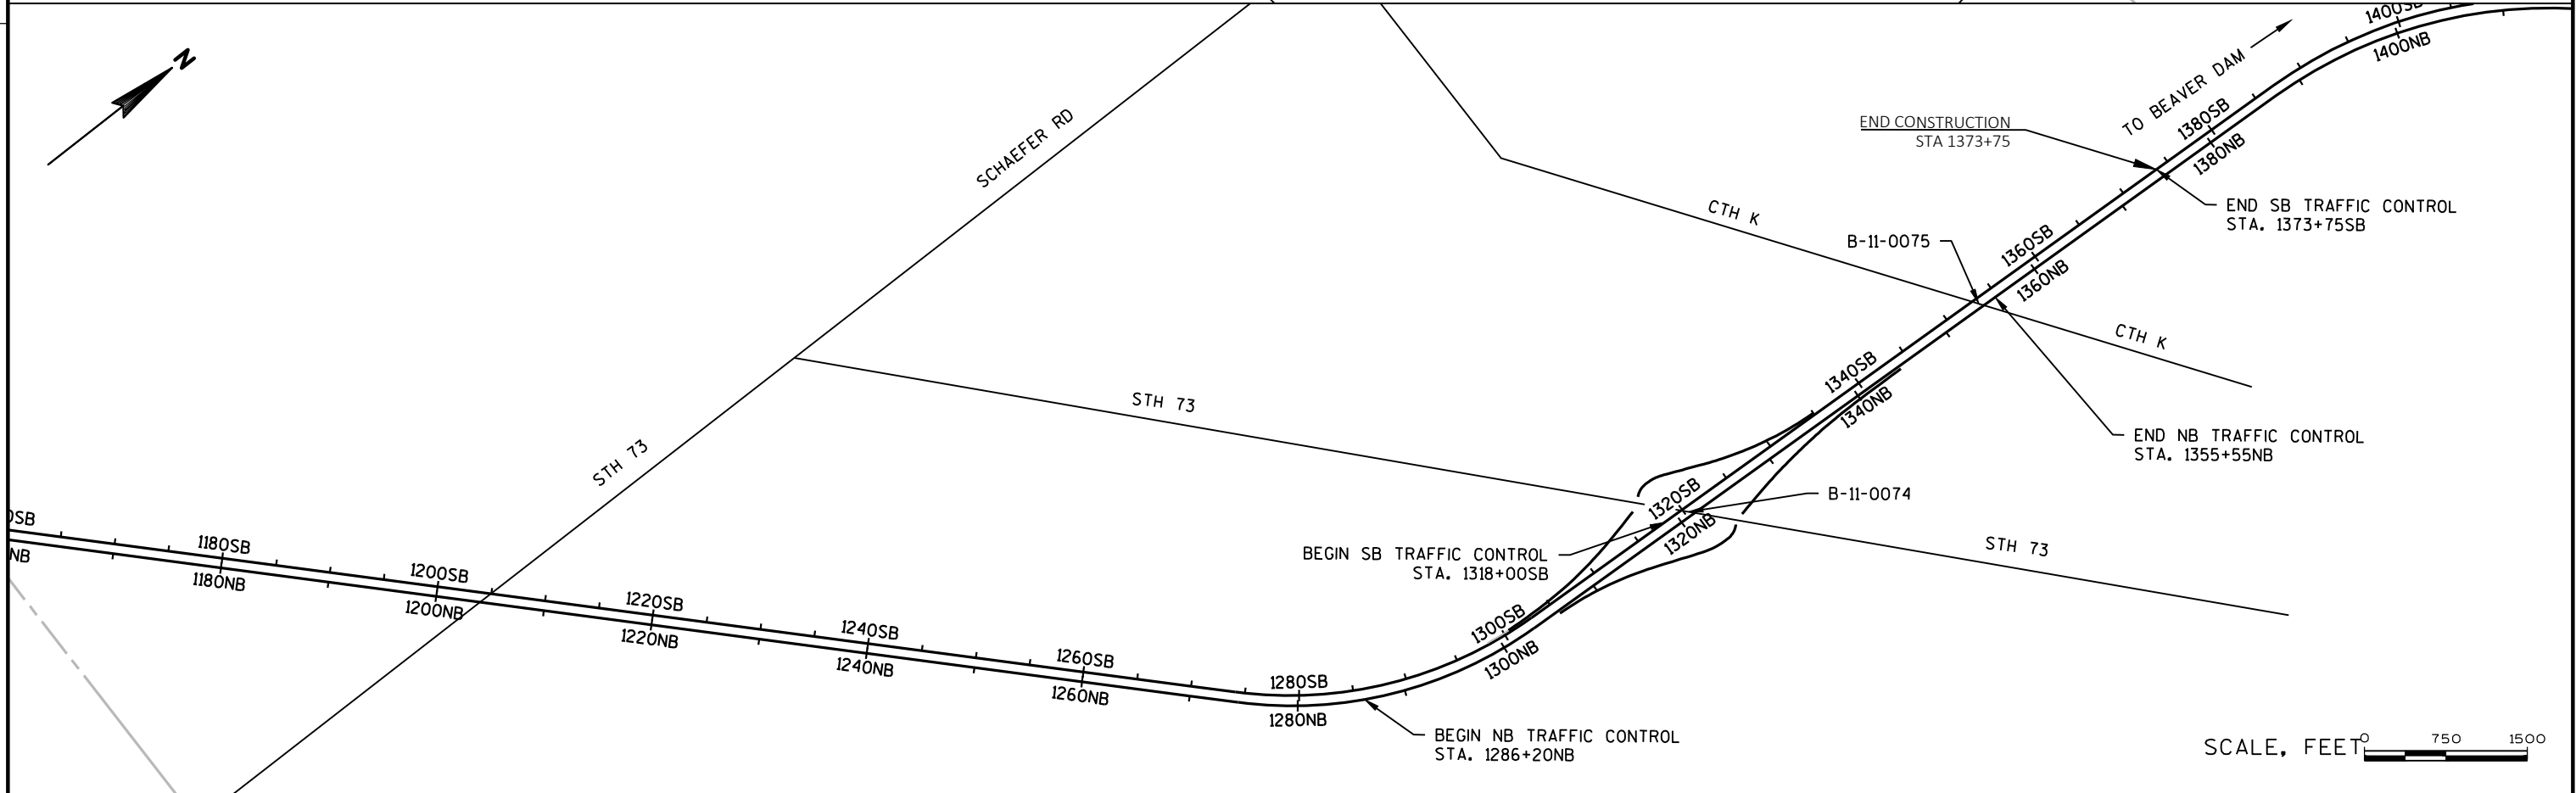 N
SCHAEFER RD
1400SB
1400NB
TO BEAVER DAM
END CONSTRUCTION
STA 1373+75
1380SB
1380NB
END SB TRAFFIC CONTROL
STA. 1373+75SB
CTH K
B-11-0075
1360SB
1360NB
CTH K
1340SB
1340NB
STH 73
STH 73
END NB TRAFFIC CONTROL
STA. 1355+55NB
1320SB
B-11-0074
1320NB
BEGIN SB TRAFFIC CONTROL
STA. 1318+00SB
STH 73
0SB
NB
1180SB
1180NB
1200SB
1200NB
1220SB
1220NB
1240SB
1240NB
1260SB
1260NB
1280SB
1280NB
1300SB
1300NB
BEGIN NB TRAFFIC CONTROL
STA. 1286+20NB
SCALE, FEET 0 750 1500